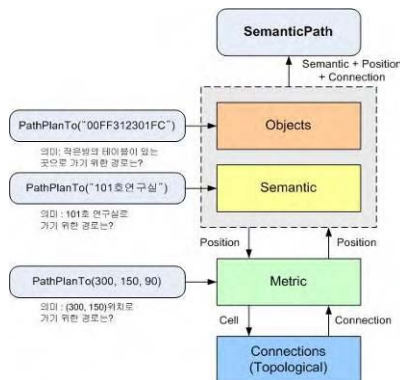 SemanticPath
Semantic + Position
+ Connection
PathPlanTo("00FF312301FC")
Objects
의미: 작은방의 테이블이 있는
곳으로 가기 위한 경로는?
PathPlanTo("101호연구실")
Semantic
의미 : 101호 연구실로
가기 위한 경로는?
Position
Position
PathPlanTo(300, 150, 90)
Metric
의미 : (300, 150)위치로
가기 위한 경로는?
Cell
Connection
Connections
(Topological)